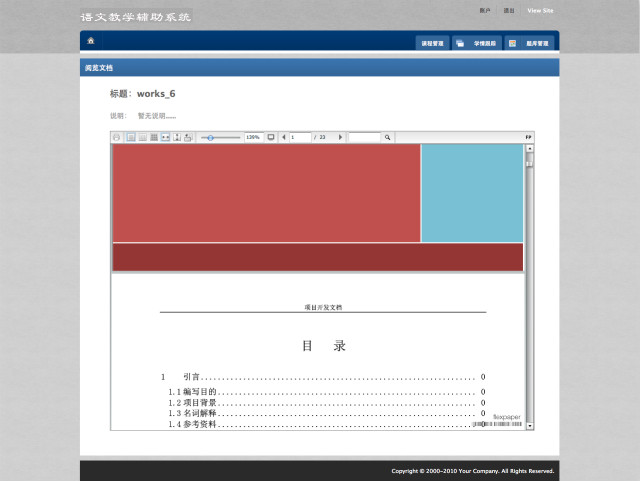 语文教学辅助系统
账户 退出 View Site
课程管理 学情跟踪 题库管理
阅览文档
标题：works_6
说明： 暂无说明......
139% 1 / 23 FP
项目开发文档
目 录
1 引言 0
1.1 编写目的 0
1.2 项目背景 0
1.3 名词解释 0
1.4 参考资料 0
flexpaper
Copyright © 2000-2010 Your Company. All Rights Reserved.